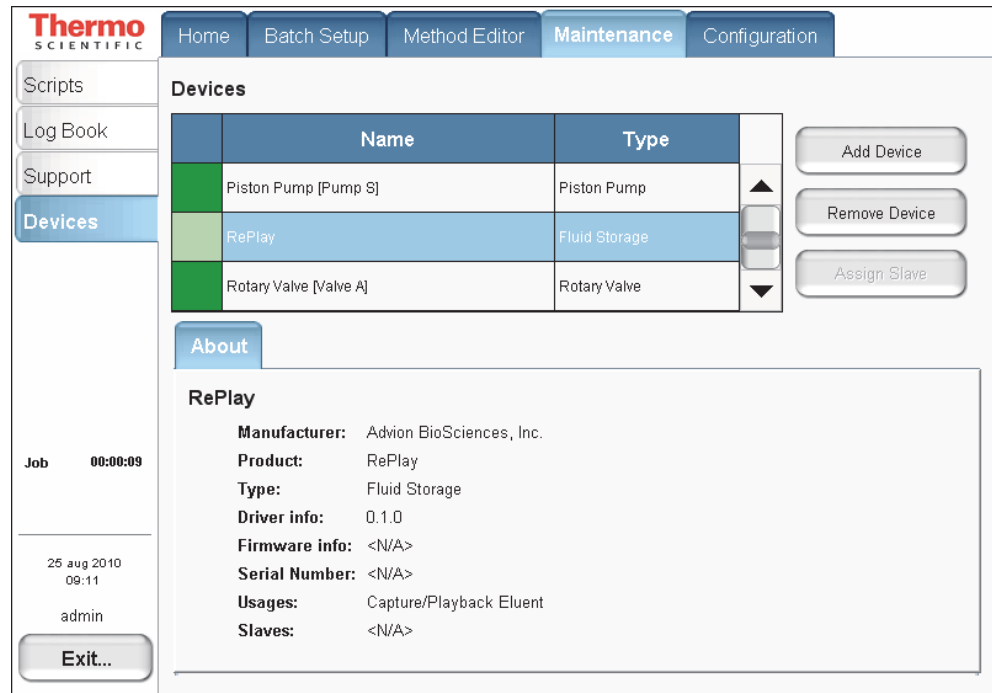 Thermo
SCIENTIFIC
Home
Batch Setup
Method Editor
Maintenance
Configuration
Scripts
Log Book
Support
Devices
Devices
Name
Type
Piston Pump [Pump S]
Piston Pump
RePlay
Fluid Storage
Rotary Valve [Valve A]
Rotary Valve
Add Device
Remove Device
Assign Slave
About
RePlay
Manufacturer: Advion BioSciences, Inc.
Product: RePlay
Type: Fluid Storage
Driver info: 0.1.0
Firmware info: <N/A>
Serial Number: <N/A>
Usages: Capture/Playback Eluent
Slaves: <N/A>
Job 00:00:09
25 aug 2010
09:11
admin
Exit...